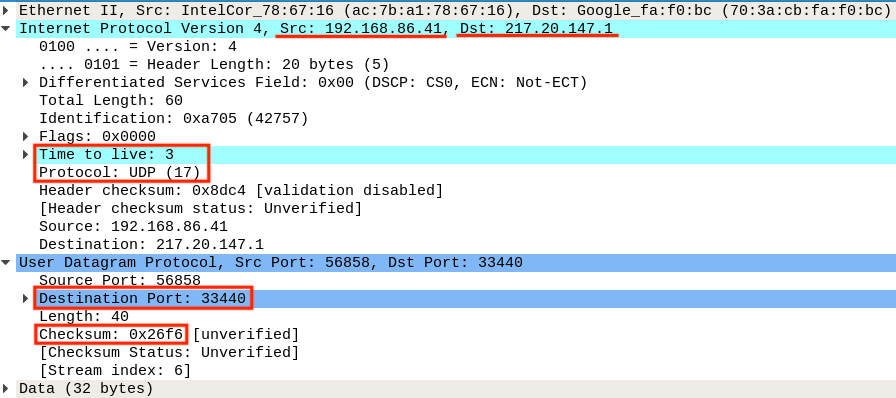 Ethernet II, Src: IntelCor_78:67:16 (ac:7b:a1:78:67:16), Dst: Google_fa:f0:bc (70:3a:cb:fa:f0:bc)
Internet Protocol Version 4, Src: 192.168.86.41, Dst: 217.20.147.1
0100 .... = Version: 4
.... 0101 = Header Length: 20 bytes (5)
Differentiated Services Field: 0x00 (DSCP: CS0, ECN: Not-ECT)
Total Length: 60
Identification: 0xa705 (42757)
Flags: 0x0000
Time to live: 3
Protocol: UDP (17)
Header checksum: 0x8dc4 [validation disabled]
[Header checksum status: Unverified]
Source: 192.168.86.41
Destination: 217.20.147.1
User Datagram Protocol, Src Port: 56858, Dst Port: 33440
Source Port: 56858
Destination Port: 33440
Length: 40
Checksum: 0x26f6 [unverified]
[Checksum Status: Unverified]
[Stream index: 6]
Data (32 bytes)